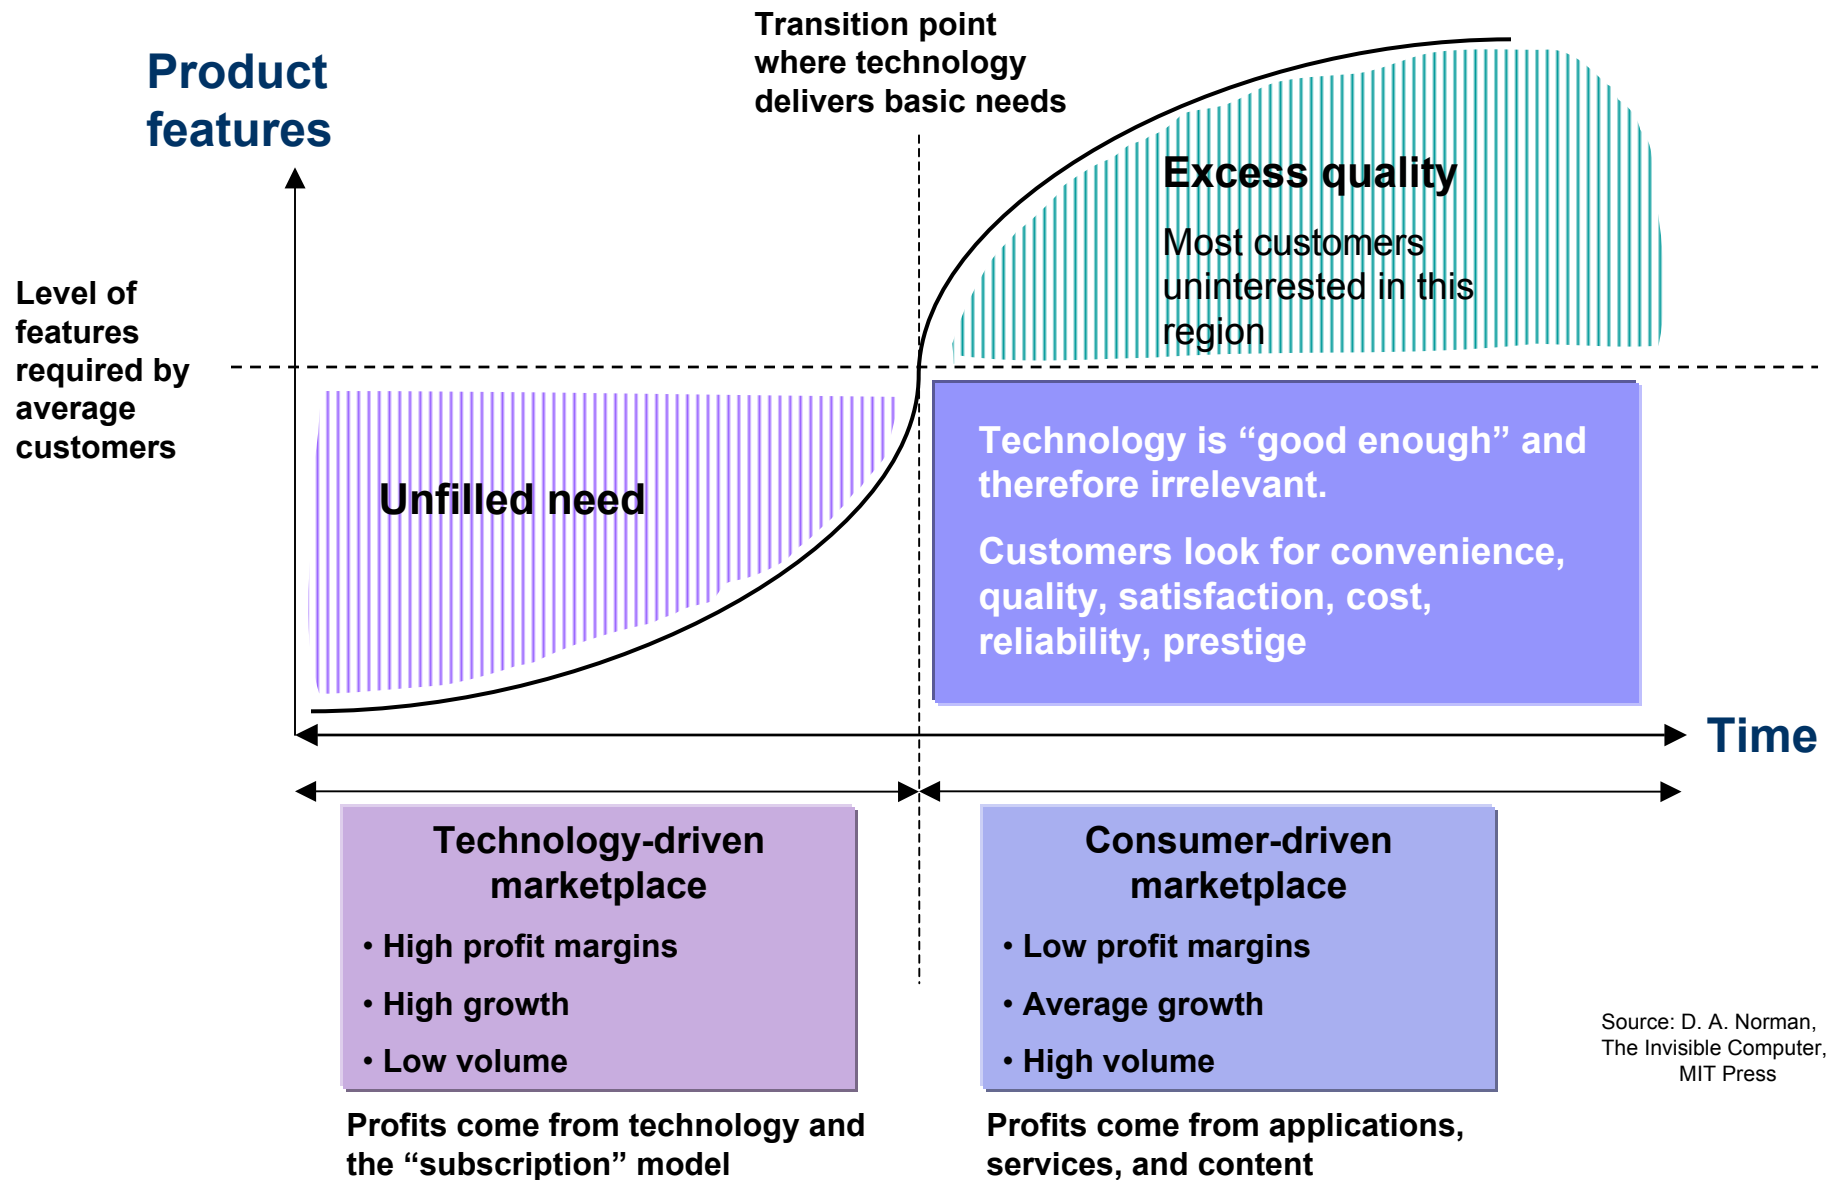 Transition point
where technology
delivers basic needs
Product
features
Excess quality
Most customers
uninterested in this
region
Level of
features
required by
average
customers
Unfilled need
Technology is “good enough” and
therefore irrelevant.
Customers look for convenience,
quality, satisfaction, cost,
reliability, prestige
Time
Technology-driven
marketplace
• High profit margins
• High growth
• Low volume
Profits come from technology and
the “subscription” model
Consumer-driven
marketplace
• Low profit margins
• Average growth
• High volume
Profits come from applications,
services, and content
Source: D. A. Norman,
The Invisible Computer,
MIT Press